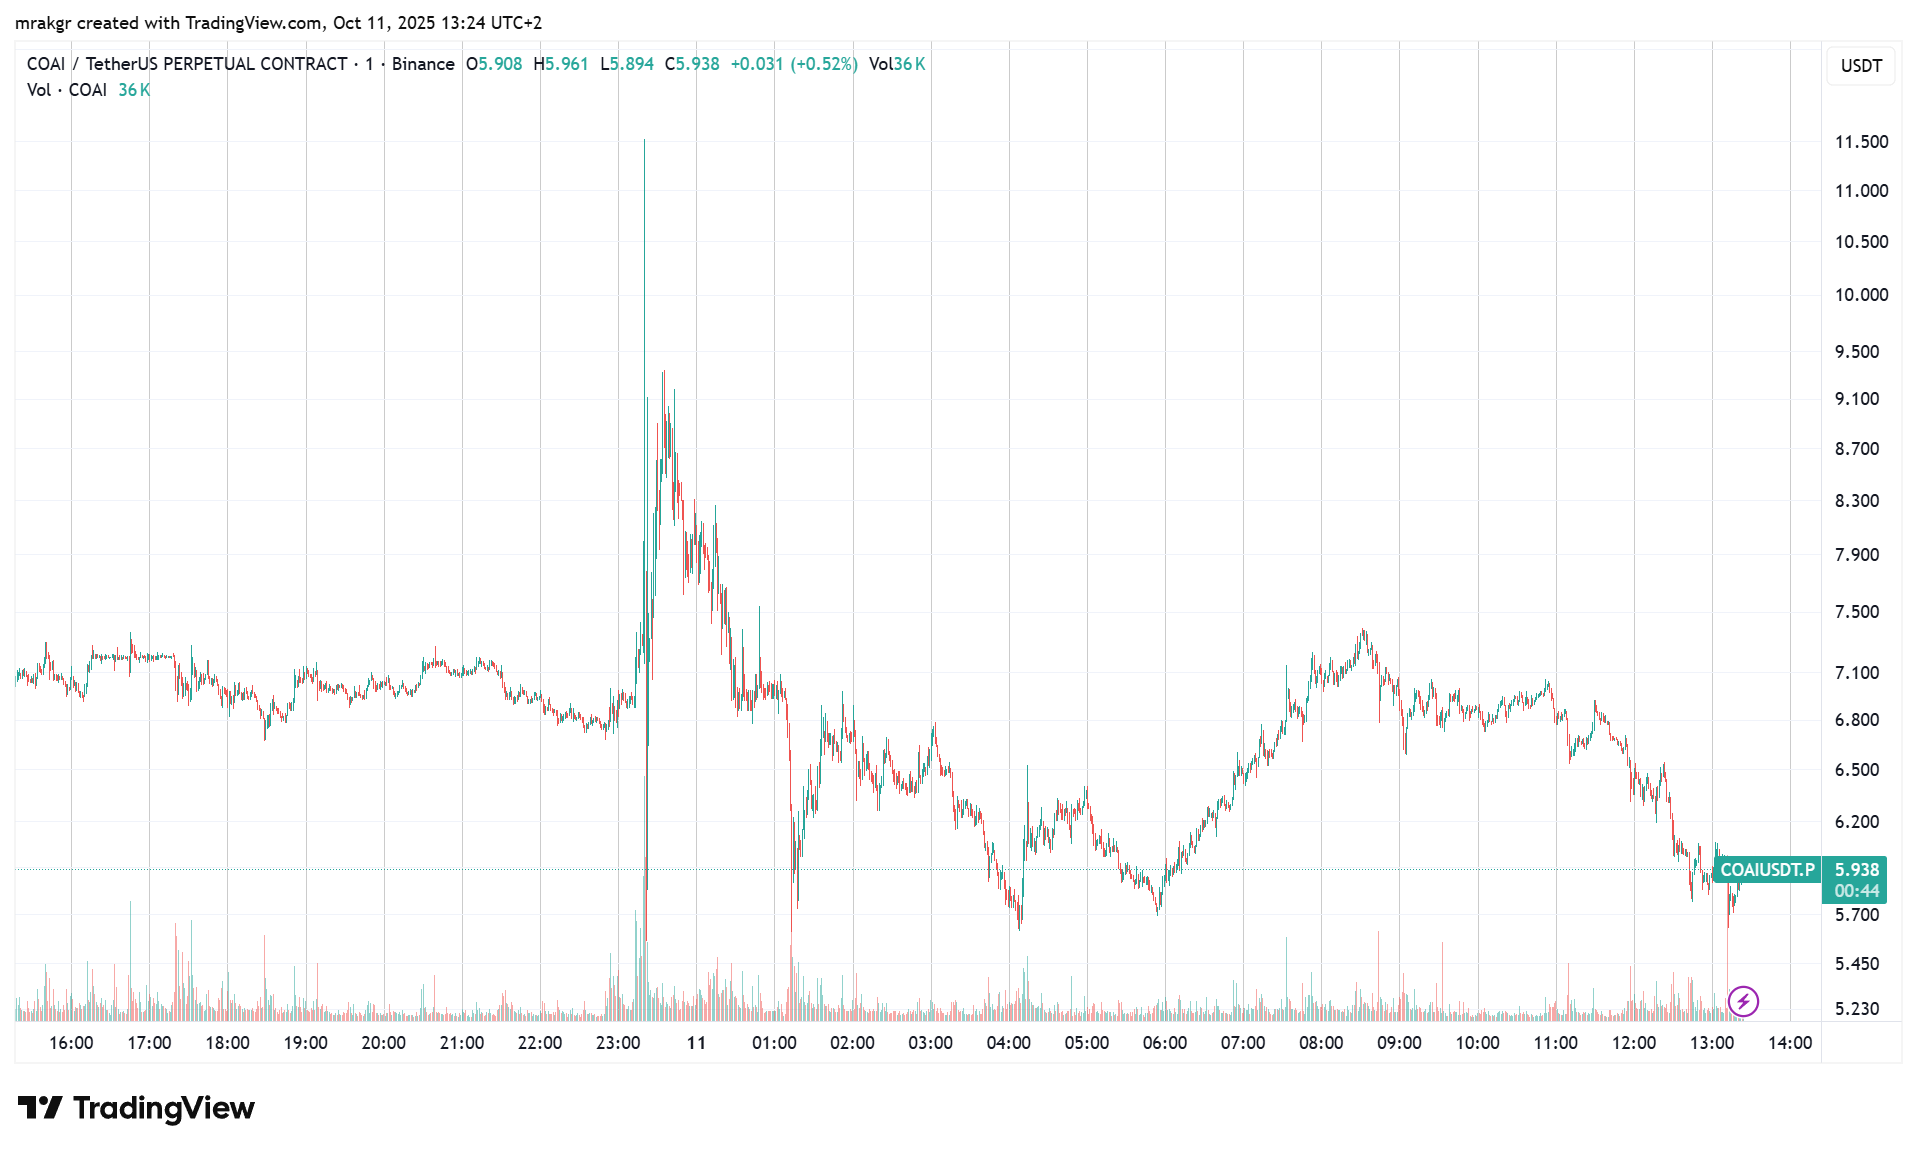 mrakgr created with TradingView.com, Oct 11, 2025 13:24 UTC+2
COAI / TetherUS PERPETUAL CONTRACT · 1 · Binance O5.908 H5.961 L5.894 C5.938 +0.031 (+0.52%) Vol36 K
Vol · COAI 36 K
USDT
11.500
11.000
10.500
10.000
9.500
9.100
8.700
8.300
7.900
7.500
7.100
6.800
6.500
6.200
COAIUSDT.P 5.938
00:44
5.700
5.450
5.230
16:00 17:00 18:00 19:00 20:00 21:00 22:00 23:00 11 01:00 02:00 03:00 04:00 05:00 06:00 07:00 08:00 09:00 10:00 11:00 12:00 13:00 14:00
TradingView